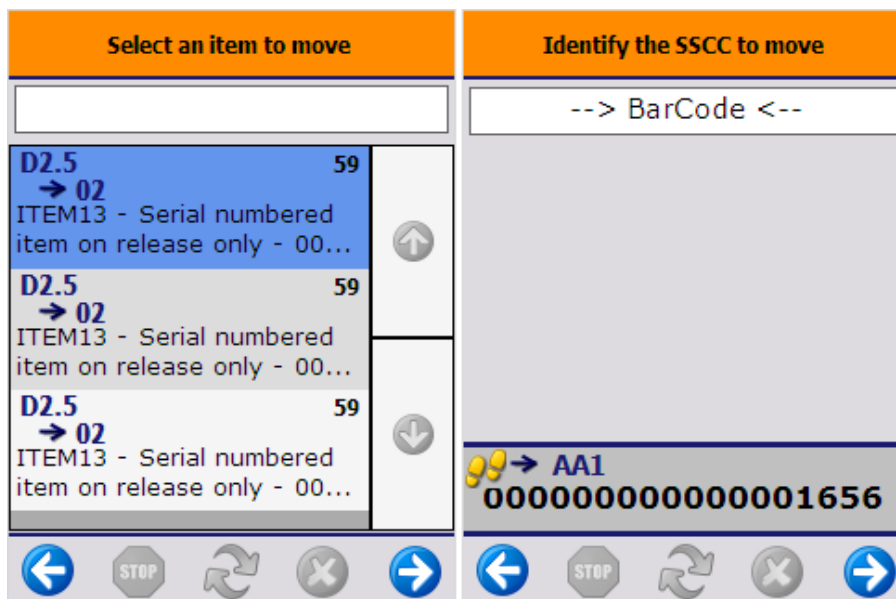 Select an item to move
D2.5 59
→ 02
ITEM13 - Serial numbered
item on release only - 00...
D2.5 59
→ 02
ITEM13 - Serial numbered
item on release only - 00...
D2.5 59
→ 02
ITEM13 - Serial numbered
item on release only - 00...
STOP
Identify the SSCC to move
--> BarCode <--
→ AA1
000000000000001656
STOP